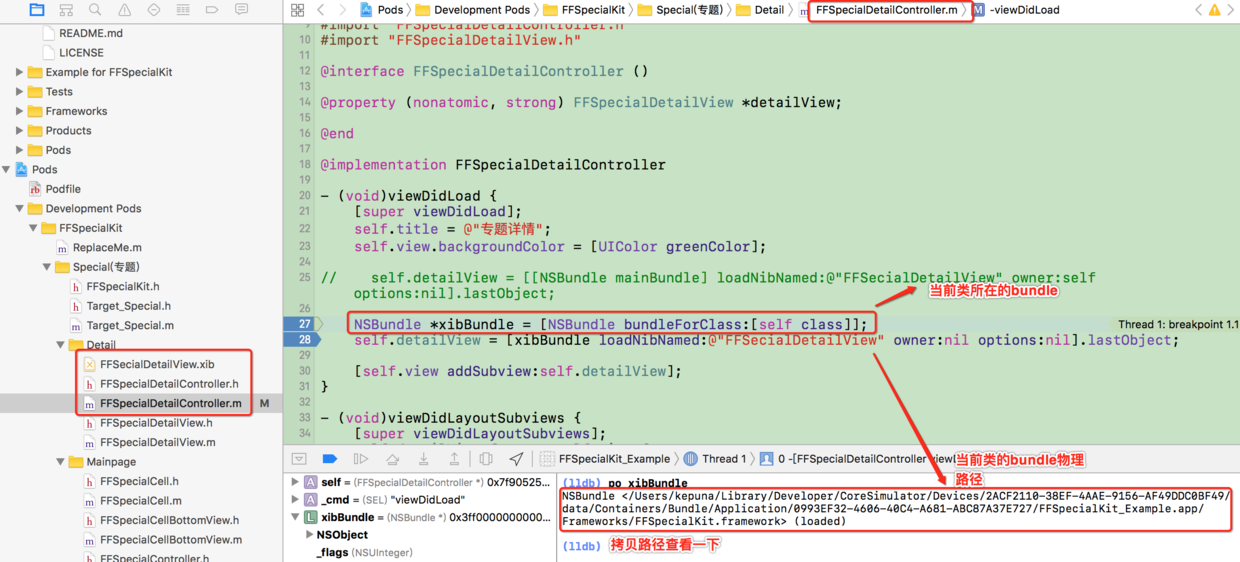 Pods 〉 Development Pods 〉 FFSpecialKit 〉 Special(专题) 〉 Detail 〉 m FFSpecialDetailController.m 〉 M -viewDidLoad
README.md
LICENSE
Example for FFSpecialKit
Tests
Frameworks
Products
Pods
Pods
Podfile
Development Pods
FFSpecialKit
ReplaceMe.m
Special(专题)
FFSpecialKit.h
Target_Special.h
Target_Special.m
Detail
FFSecialDetailView.xib
FFSpecialDetailController.h
FFSpecialDetailController.m M
FFSpecialDetailView.h
FFSpecialDetailView.m
Mainpage
FFSpecialCell.h
FFSpecialCell.m
FFSpecialCellBottomView.h
FFSpecialCellBottomView.m
FFSpecialController.h
#import "FFSpecialDetailController.h"
10 #import "FFSpecialDetailView.h"
11
12 @interface FFSpecialDetailController ()
13
14 @property (nonatomic, strong) FFSpecialDetailView *detailView;
15
16 @end
17
18 @implementation FFSpecialDetailController
19
20 - (void)viewDidLoad {
21 [super viewDidLoad];
22 self.title = @"专题详情";
23 self.view.backgroundColor = [UIColor greenColor];
24
25 // self.detailView = [[NSBundle mainBundle] loadNibNamed:@"FFSecialDetailView" owner:self
options:nil].lastObject;
当前类所在的bundle
26
27 NSBundle *xibBundle = [NSBundle bundleForClass:[self class]]; Thread 1: breakpoint 1.1
28 self.detailView = [xibBundle loadNibNamed:@"FFSecialDetailView" owner:nil options:nil].lastObject;
29
30 [self.view addSubview:self.detailView];
31 }
32
33 - (void)viewDidLayoutSubviews {
34 [super viewDidLayoutSubviews];
FFSpecialKit_Example 〉 Thread 1 〉 0 -[FFSpecialDetailController
当前类的bundle物理
路径
self = (FFSpecialDetailController *) 0x7f90525...
_cmd = (SEL) "viewDidLoad"
xibBundle = (NSBundle *) 0x3ff0000000000...
NSObject
_flags (NSUInteger)
(lldb) po xibBundle
NSBundle </Users/kepuna/Library/Developer/CoreSimulator/Devices/2ACF2110-38EF-4AAE-9156-AF49DDC0BF49/
data/Containers/Bundle/Application/0993EF32-4606-40C4-A681-ABC87A37E727/FFSpecialKit_Example.app/
Frameworks/FFSpecialKit.framework> (loaded)
(lldb) 拷贝路径查看一下